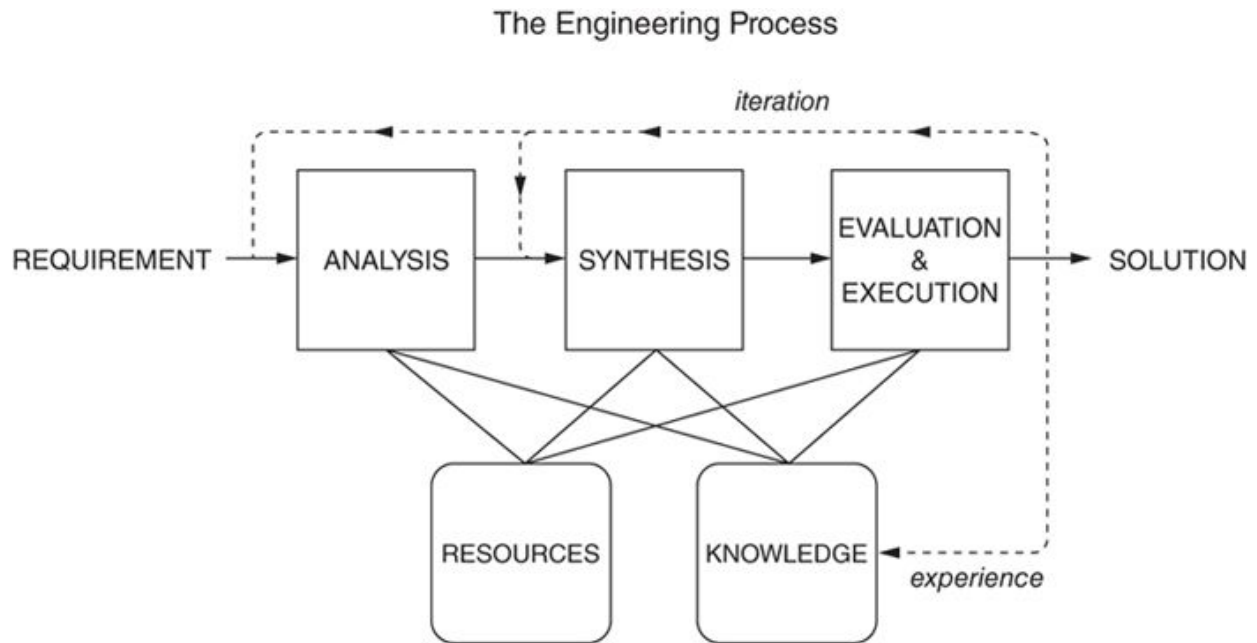 The Engineering Process
iteration
REQUIREMENT
ANALYSIS
SYNTHESIS
EVALUATION
&
EXECUTION
SOLUTION
RESOURCES
KNOWLEDGE
experience